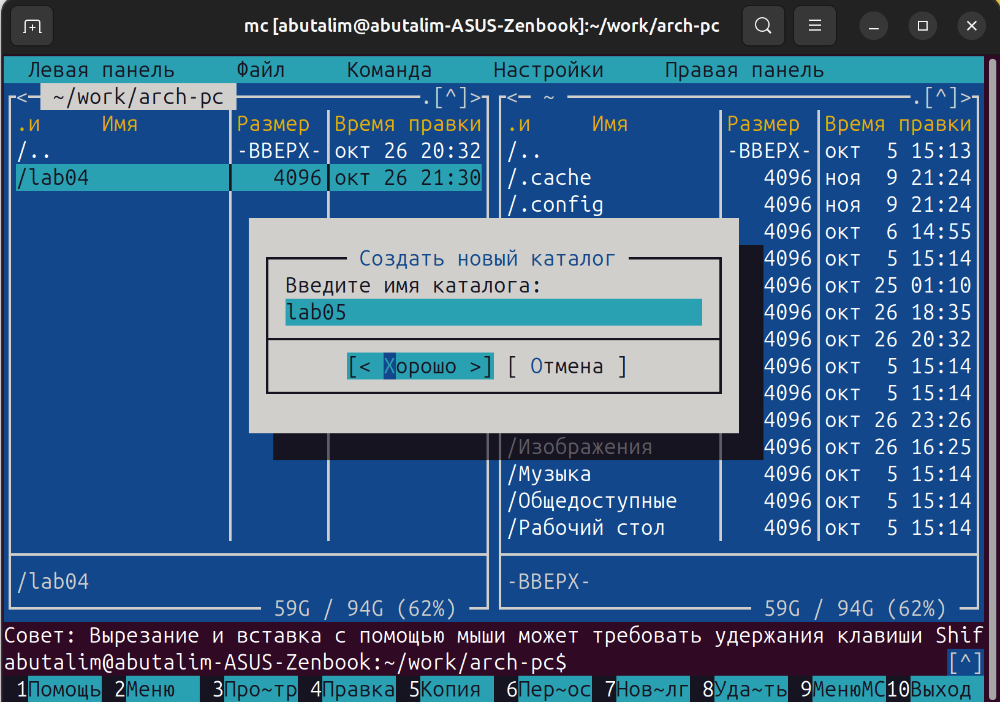 mc [abutalim@abutalim-ASUS-Zenbook]:~/work/arch-pc
Левая панель Файл Команда Настройки Правая панель
<─ ~/work/arch-pc .[^]> <─ ~ .[^]>
.и Имя Размер Время правки .и Имя Размер Время правки
/.. -ВВЕРХ- окт 26 20:32 /.. -ВВЕРХ- окт 5 15:13
/lab04 4096 окт 26 21:30 /.cache 4096 ноя 9 21:24
/.config 4096 ноя 9 21:24
4096 окт 6 14:55
Создать новый каталог 4096 окт 5 15:14
Введите имя каталога: 4096 окт 25 01:10
lab05 4096 окт 26 18:35
4096 окт 26 20:32
[< Хорошо >] [ Отмена ] 4096 окт 5 15:14
4096 окт 5 15:14
4096 окт 26 23:26
/Изображения 4096 окт 26 16:25
/Музыка 4096 окт 5 15:14
/Общедоступные 4096 окт 5 15:14
/Рабочий стол 4096 окт 5 15:14
/lab04 -ВВЕРХ-
59G / 94G (62%) 59G / 94G (62%)
Совет: Вырезание и вставка с помощью мыши может требовать удержания клавиши Shif
abutalim@abutalim-ASUS-Zenbook:~/work/arch-pc$ [^]
1Помощь 2Меню 3Про~тр 4Правка 5Копия 6Пер~ос 7Нов~лг 8Уда~ть 9МенюМС10Выход